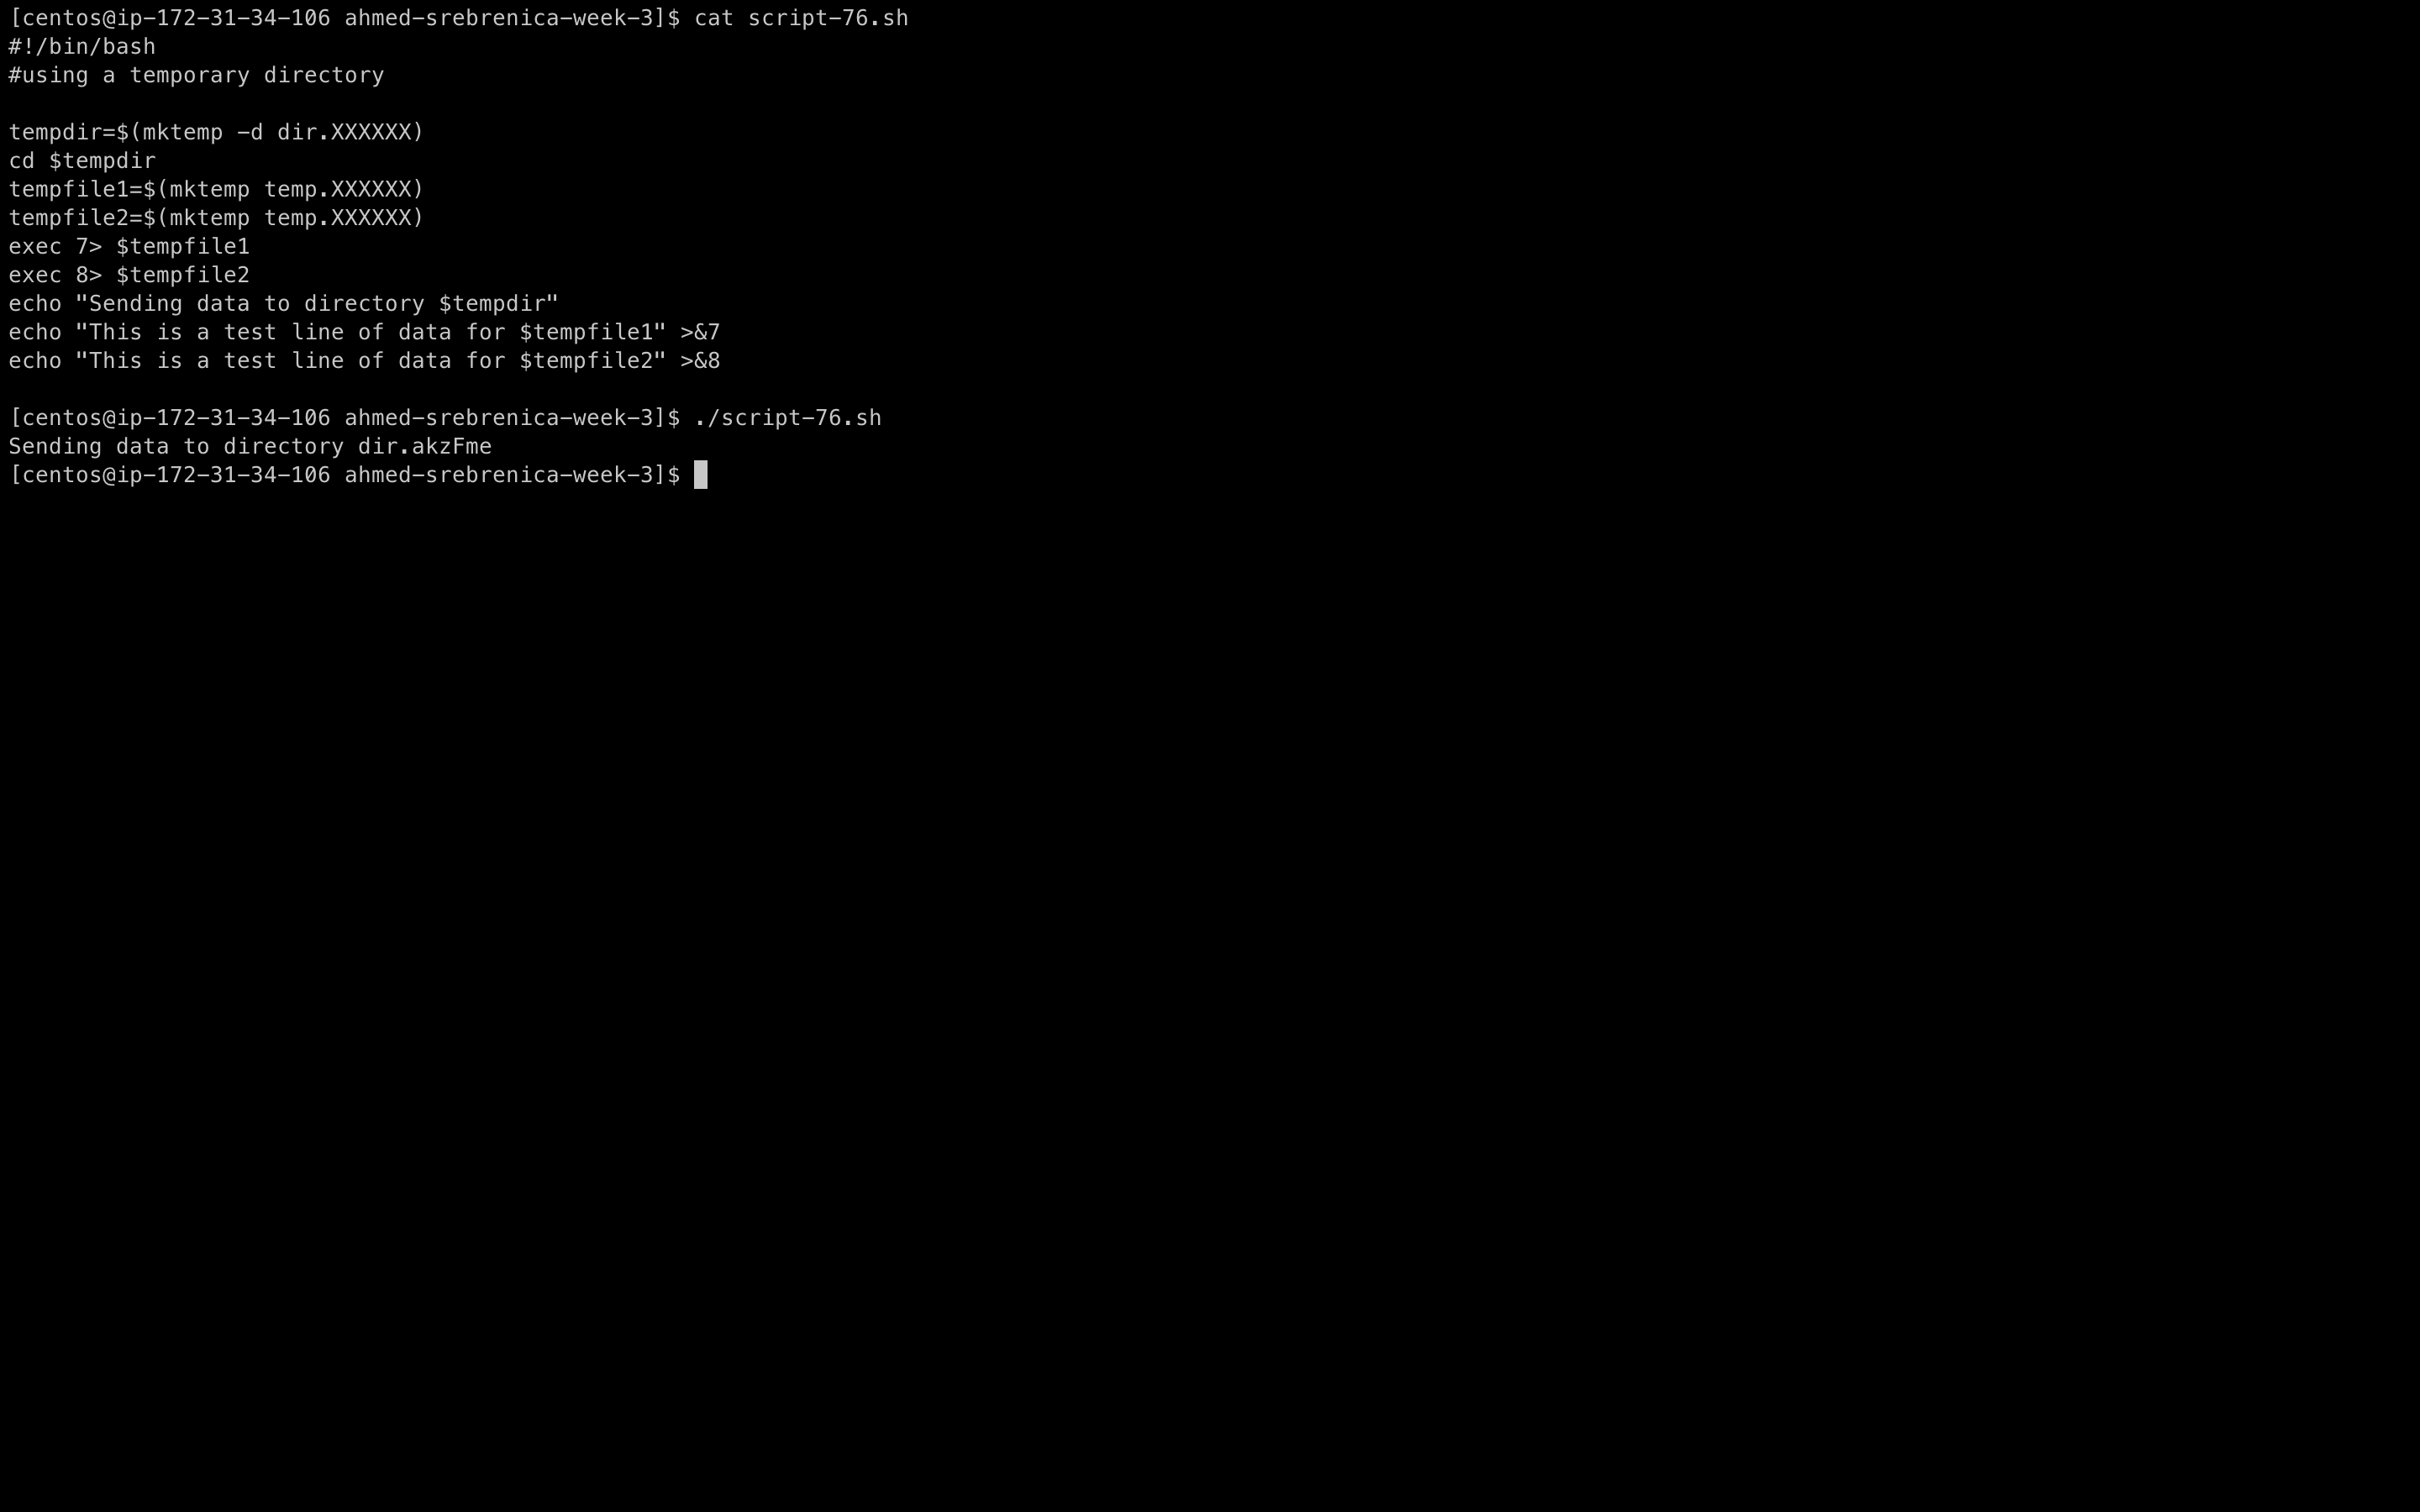 [centos@ip-172-31-34-106 ahmed-srebrenica-week-3]$ cat script-76.sh
#!/bin/bash
#using a temporary directory

tempdir=$(mktemp -d dir.XXXXXX)
cd $tempdir
tempfile1=$(mktemp temp.XXXXXX)
tempfile2=$(mktemp temp.XXXXXX)
exec 7> $tempfile1
exec 8> $tempfile2
echo "Sending data to directory $tempdir"
echo "This is a test line of data for $tempfile1" >&7
echo "This is a test line of data for $tempfile2" >&8

[centos@ip-172-31-34-106 ahmed-srebrenica-week-3]$ ./script-76.sh
Sending data to directory dir.akzFme
[centos@ip-172-31-34-106 ahmed-srebrenica-week-3]$